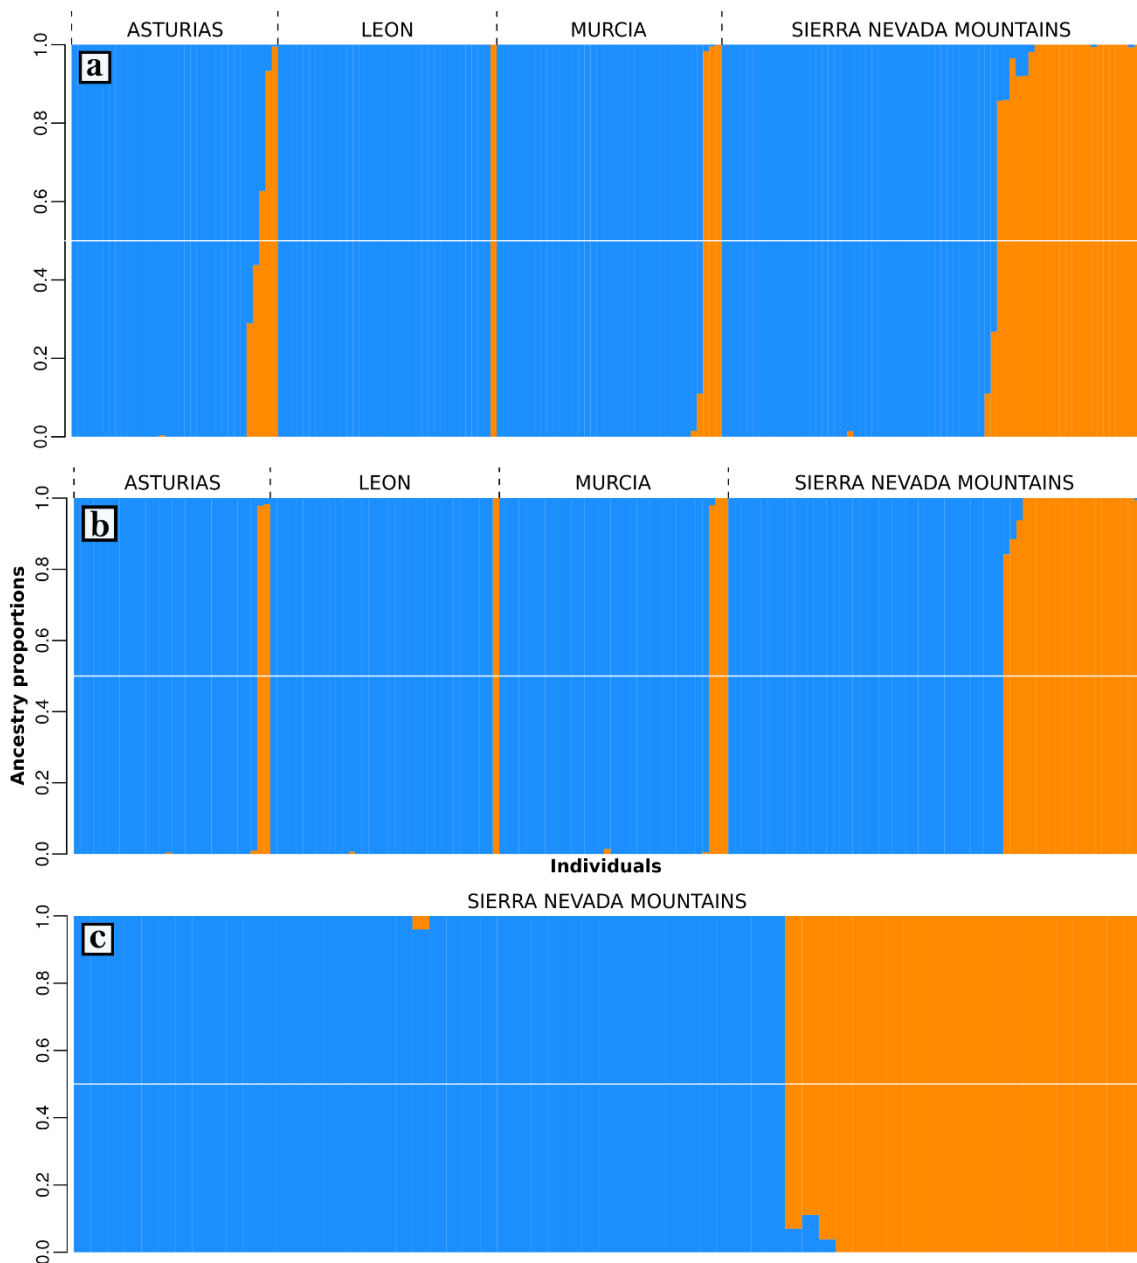 ASTURIAS LEON MURCIA SIERRA NEVADA MOUNTAINS
a
1.0
0.8
0.6
0.4
0.2
0.0
ASTURIAS LEON MURCIA SIERRA NEVADA MOUNTAINS
b
1.0
0.8
0.6
0.4
0.2
0.0
Ancestry proportions
Individuals
SIERRA NEVADA MOUNTAINS
c
1.0
0.8
0.6
0.4
0.2
0.0